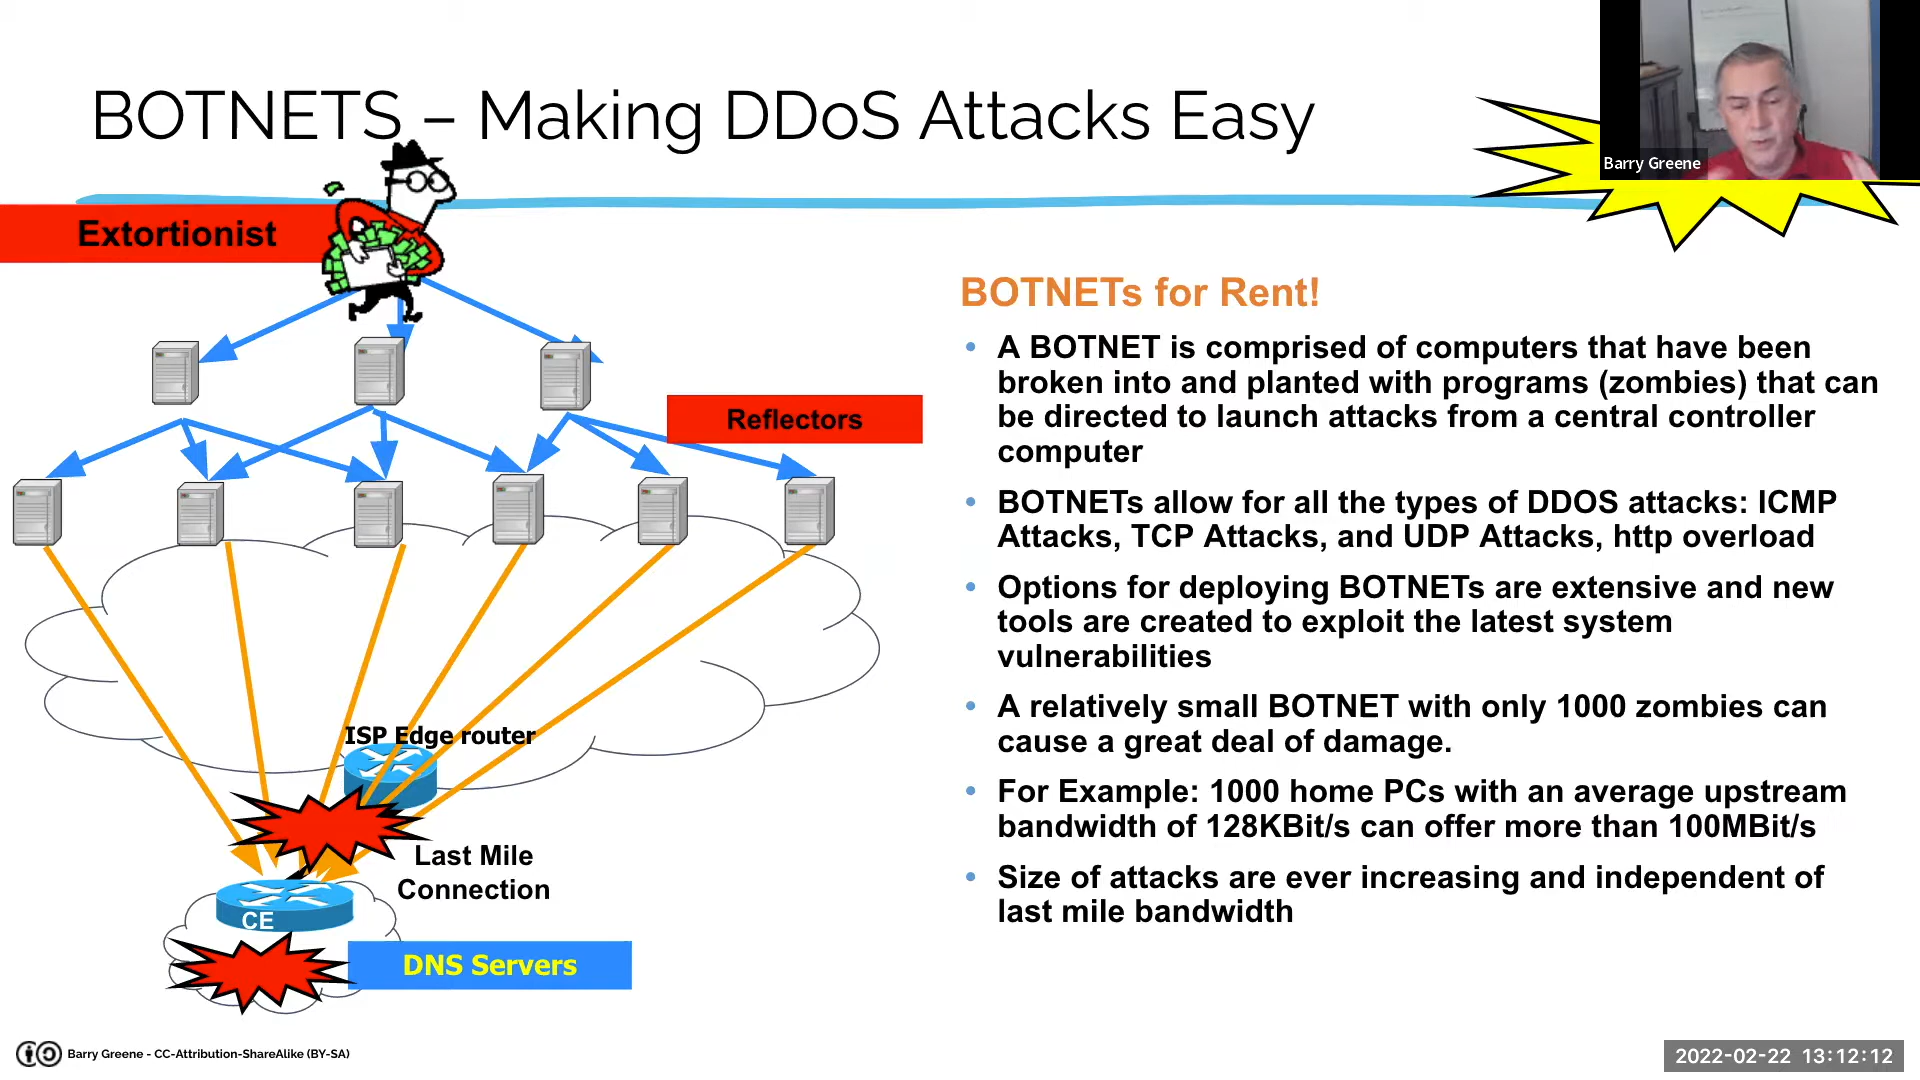 BOTNETS – Making DDoS Attacks Easy
Barry Greene
Extortionist
Reflectors
ISP Edge router
Last Mile
Connection
CE
DNS Servers
BOTNETs for Rent!
• A BOTNET is comprised of computers that have been
broken into and planted with programs (zombies) that can
be directed to launch attacks from a central controller
computer
• BOTNETs allow for all the types of DDOS attacks: ICMP
Attacks, TCP Attacks, and UDP Attacks, http overload
• Options for deploying BOTNETs are extensive and new
tools are created to exploit the latest system
vulnerabilities
• A relatively small BOTNET with only 1000 zombies can
cause a great deal of damage.
• For Example: 1000 home PCs with an average upstream
bandwidth of 128KBit/s can offer more than 100MBit/s
• Size of attacks are ever increasing and independent of
last mile bandwidth
Barry Greene - CC-Attribution-ShareAlike (BY-SA)
2022-02-22 13:12:12